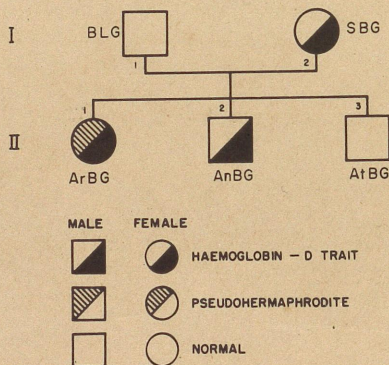 I
BLG
SBG
1
2
1
2
3
II
ArBG
AnBG
AtBG
MALE FEMALE
HAEMOGLOBIN – D TRAIT
PSEUDOHERMAPHRODITE
NORMAL